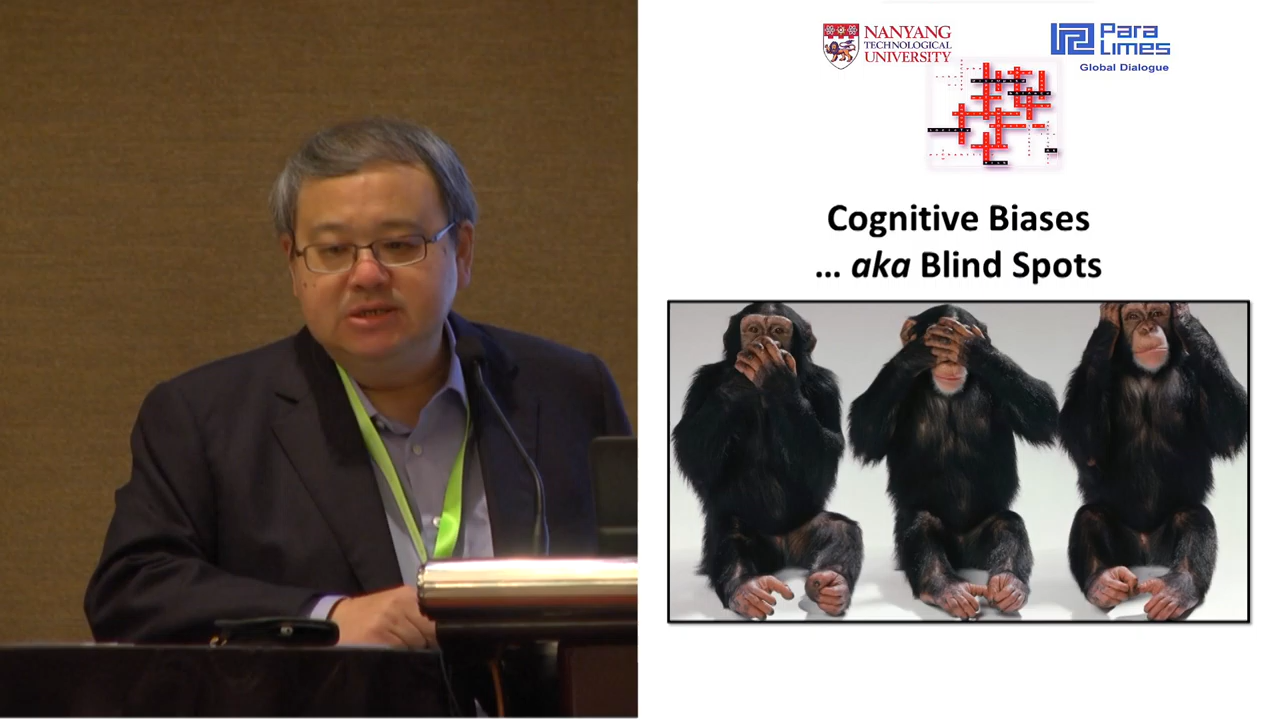 NANYANG
TECHNOLOGICAL
UNIVERSITY
Para
Limes
Global Dialogue
Cognitive Biases
... aka Blind Spots